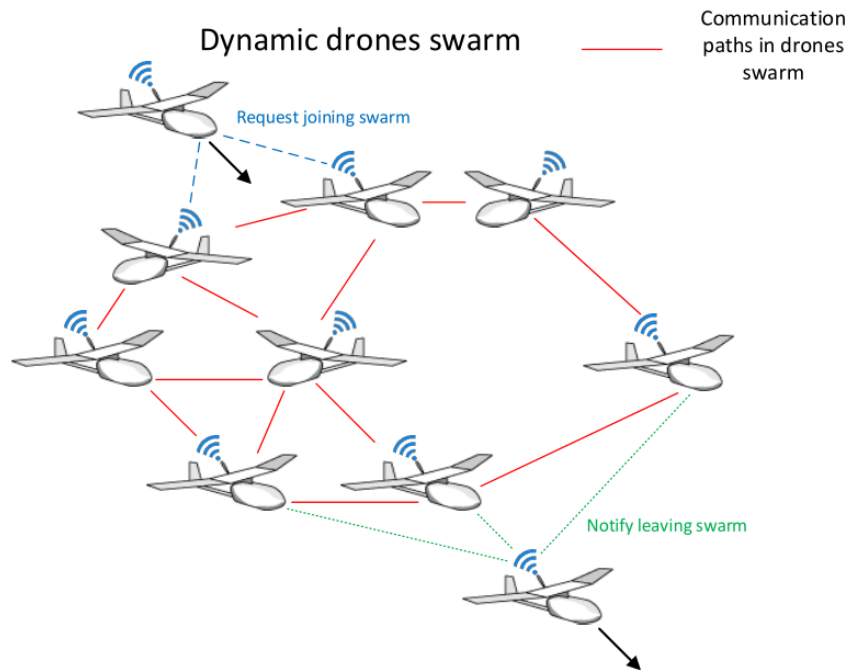 Dynamic drones swarm
Communication
paths in drones
swarm
Request joining swarm
Notify leaving swarm